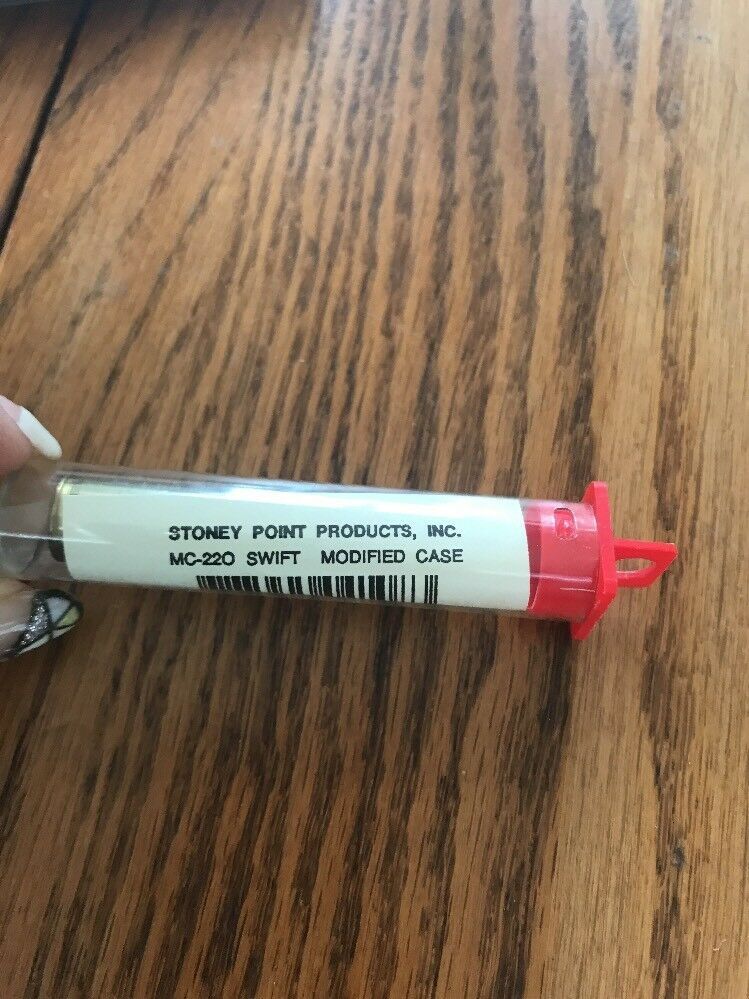 STONEY POINT PRODUCTS, INC.
MC-220 SWIFT MODIFIED CASE